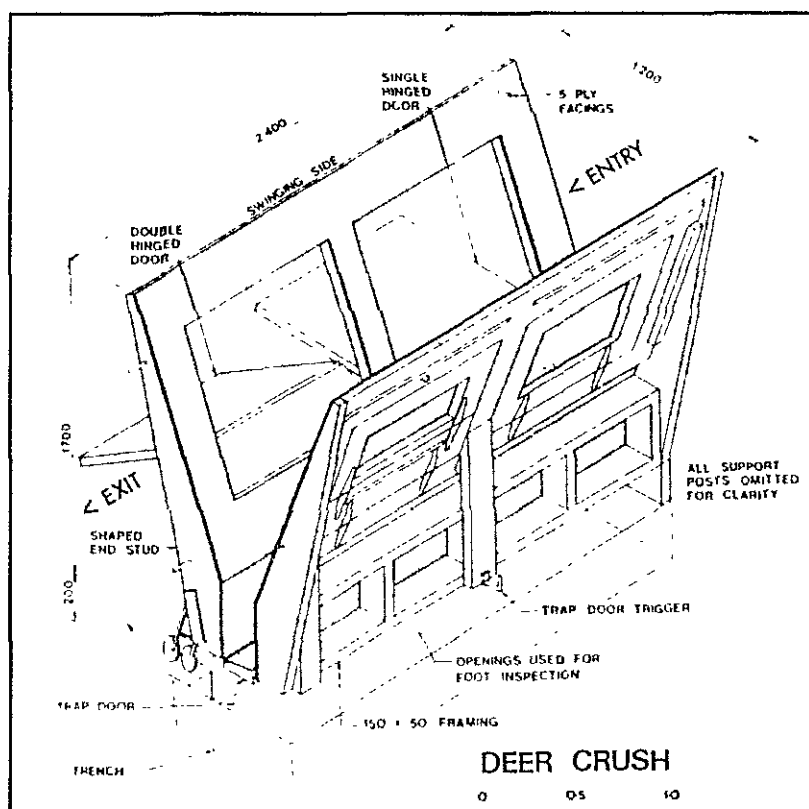 SINGLE
HINGED
DOOR
5 PLY
FACINGS
1200
2400
SWINGING SIDE
< ENTRY
DOUBLE
HINGED
DOOR
1700
< EXIT
ALL SUPPORT
POSTS OMITTED
FOR CLARITY
SHAPED
END STUD
200
TRAP DOOR TRIGGER
OPENINGS USED FOR
FOOT INSPECTION
TRAP DOOR
150 × 50 FRAMING
TRENCH
DEER CRUSH
0 0.5 1.0